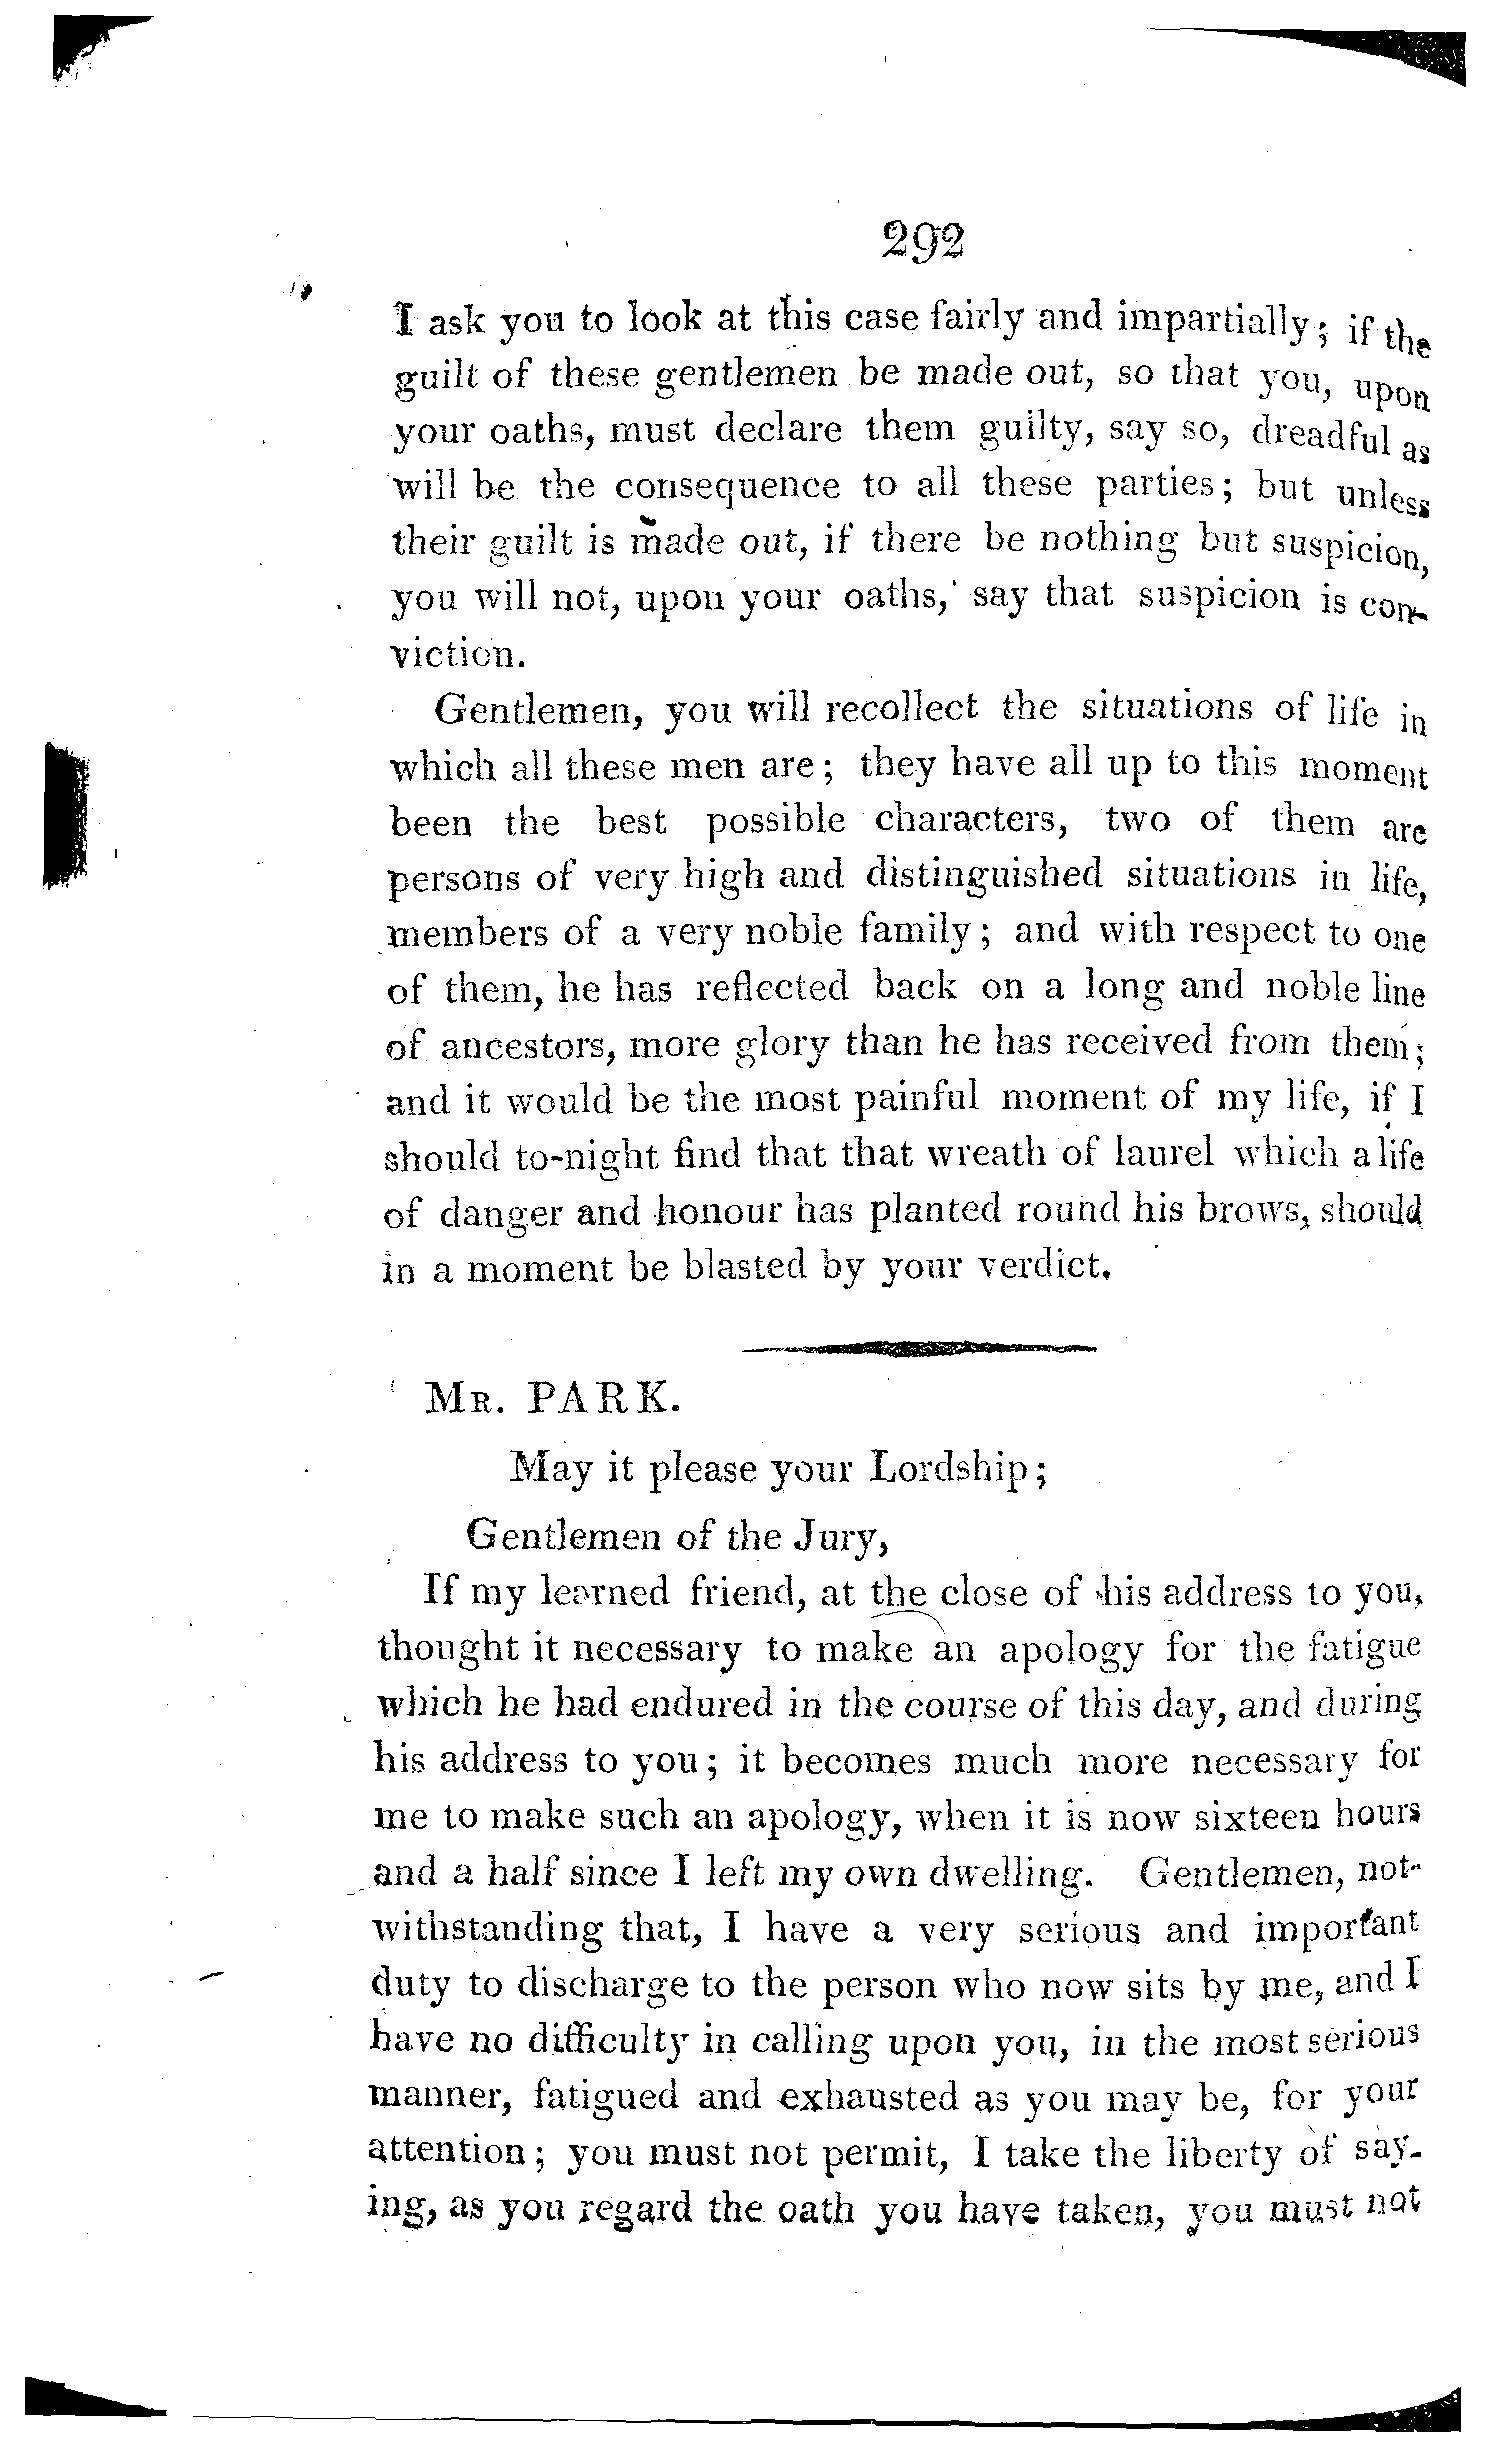 292
I ask you to look at this case fairly and impartially; if the
guilt of these gentlemen be made out, so that you, upon
your oaths, must declare them guilty, say so, dreadful as
will be the consequence to all these parties; but unless
their guilt is made out, if there be nothing but suspicion,
you will not, upon your oaths, say that suspicion is con-
viction.
Gentlemen, you will recollect the situations of life in
which all these men are; they have all up to this moment
been the best possible characters, two of them are
persons of very high and distinguished situations in life,
members of a very noble family; and with respect to one
of them, he has reflected back on a long and noble line
of ancestors, more glory than he has received from them;
and it would be the most painful moment of my life, if I
should to-night find that that wreath of laurel which a life
of danger and honour has planted round his brows, should
in a moment be blasted by your verdict.
MR. PARK.
May it please your Lordship;
Gentlemen of the Jury,
If my learned friend, at the close of his address to you,
thought it necessary to make an apology for the fatigue
which he had endured in the course of this day, and during
his address to you; it becomes much more necessary for
me to make such an apology, when it is now sixteen hours
and a half since I left my own dwelling. Gentlemen, not-
withstanding that, I have a very serious and important
duty to discharge to the person who now sits by me, and I
have no difficulty in calling upon you, in the most serious
manner, fatigued and exhausted as you may be, for your
attention; you must not permit, I take the liberty of say-
ing, as you regard the oath you have taken, you must not